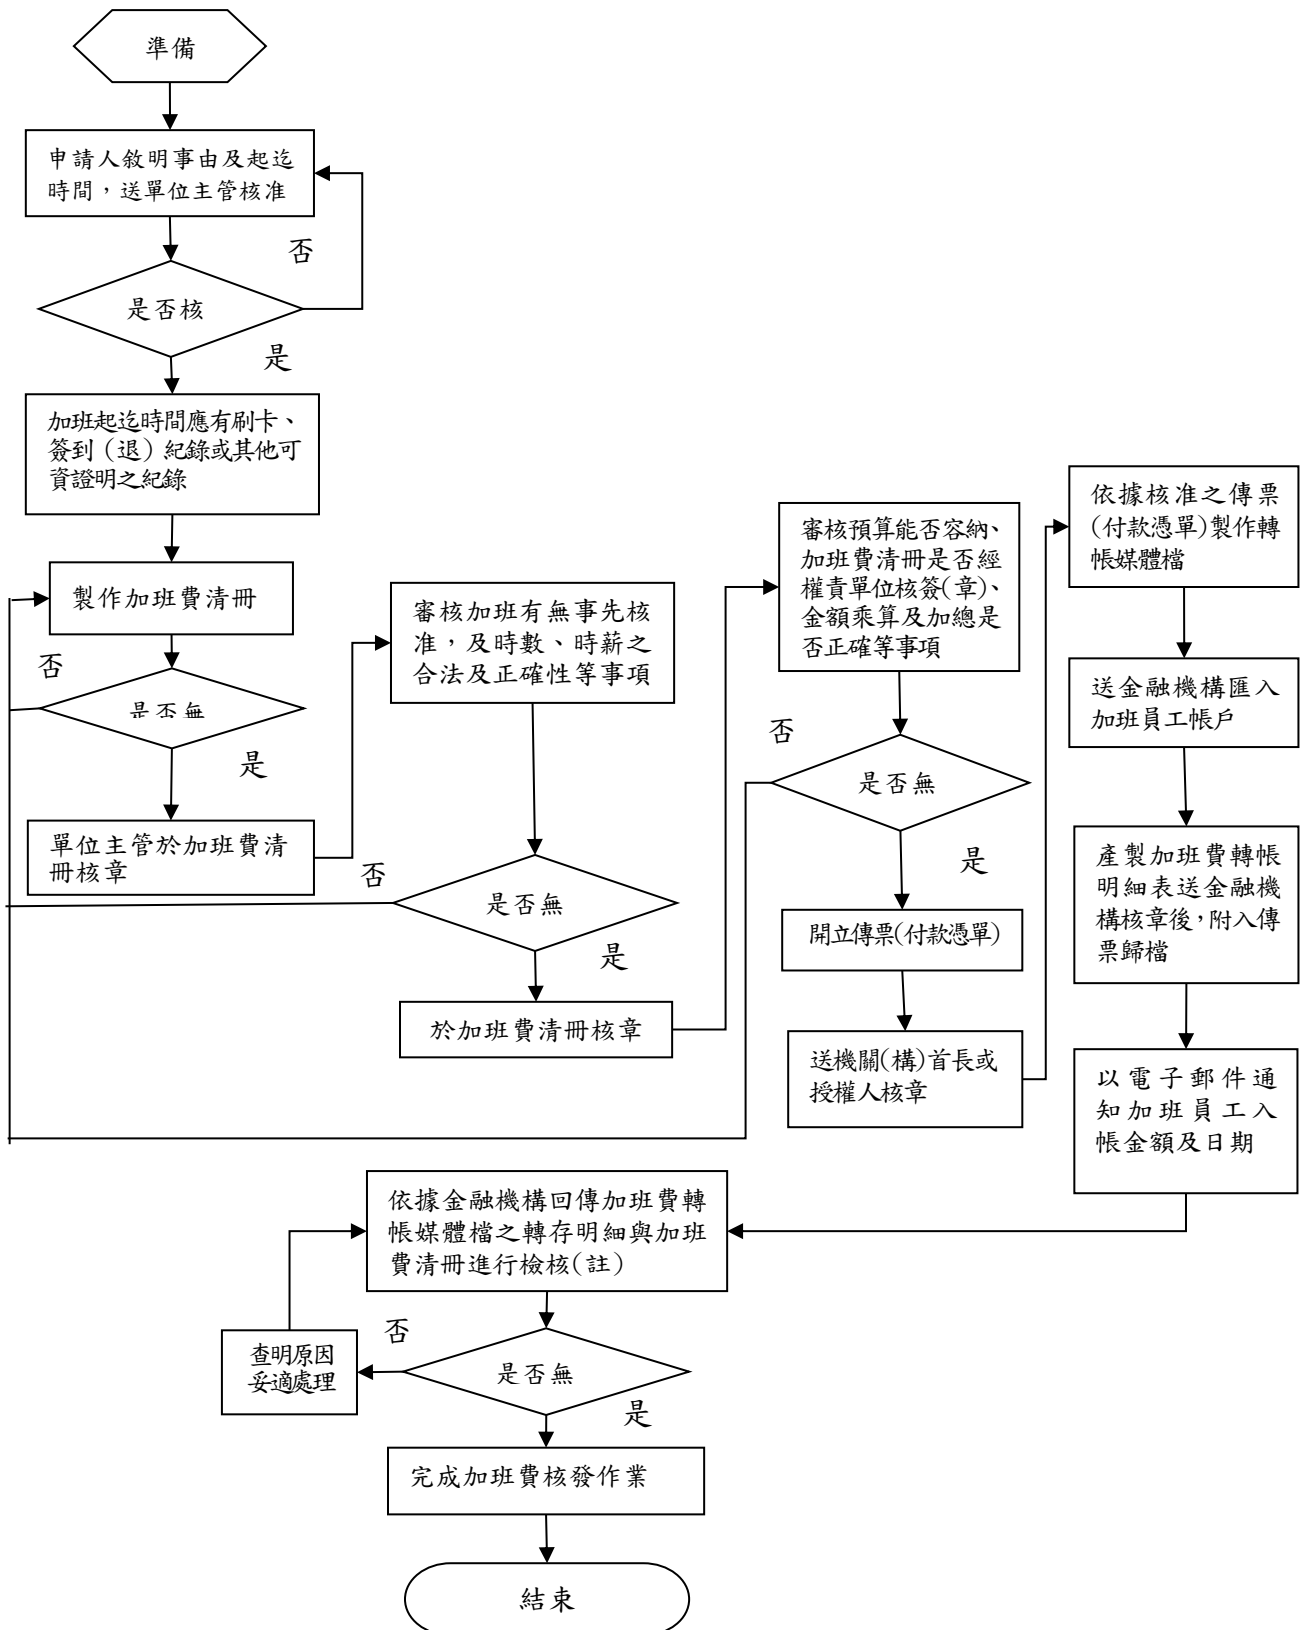 準備
申請人敘明事由及起迄
時間，送單位主管核准
否
是否核
是
加班起迄時間應有刷卡、
簽到（退）紀錄或其他可
資證明之紀錄
製作加班費清冊
否
是否無
是
單位主管於加班費清
冊核章
審核加班有無事先核
准，及時數、時薪之
合法及正確性等事項
否
是否無
是
於加班費清冊核章
審核預算能否容納、
加班費清冊是否經
權責單位核簽(章)、
金額乘算及加總是
否正確等事項
否
是否無
是
開立傳票(付款憑單)
送機關(構)首長或
授權人核章
依據核准之傳票
(付款憑單)製作轉
帳媒體檔
送金融機構匯入
加班員工帳戶
產製加班費轉帳
明細表送金融機
構核章後，附入傳
票歸檔
以電子郵件通
知加班員工入
帳金額及日期
依據金融機構回傳加班費轉
帳媒體檔之轉存明細與加班
費清冊進行檢核(註)
否
查明原因
妥適處理
是否無
是
完成加班費核發作業
結束